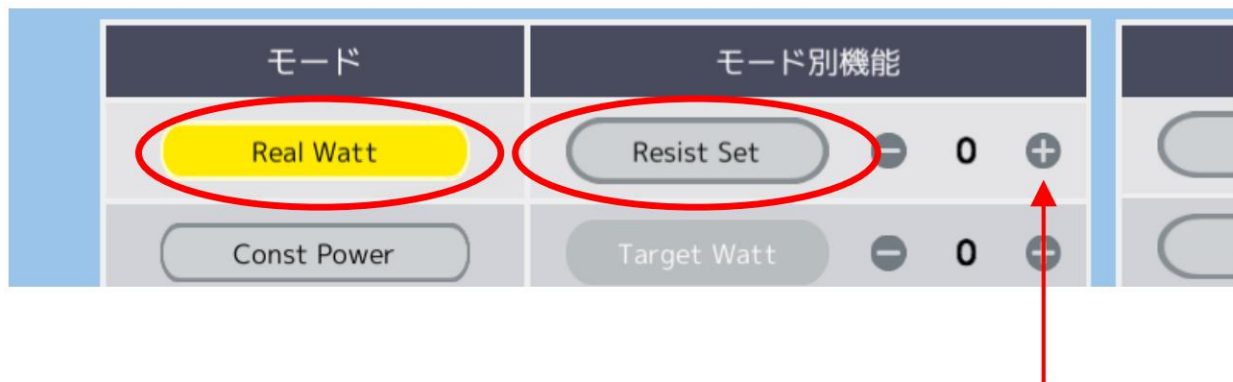 モード モード別機能
Real Watt Resist Set 0
Const Power Target Watt 0